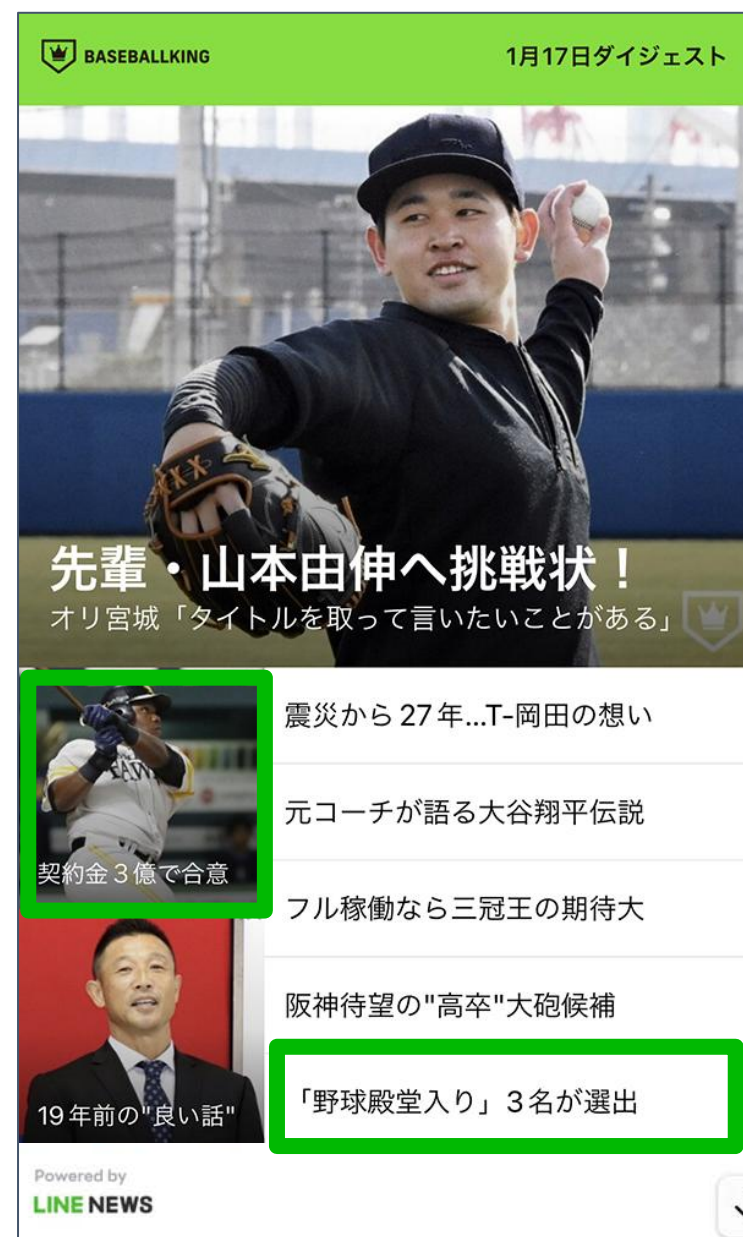 BASEBALLKING
1月17日ダイジェスト
先輩・山本由伸へ挑戦状！
オリ宮城「タイトルを取って言いたいことがある」
契約金3億で合意
19年前の"良い話"
震災から27年...T-岡田の想い
元コーチが語る大谷翔平伝説
フル稼働なら三冠王の期待大
阪神待望の"高卒"大砲候補
「野球殿堂入り」3名が選出
Powered by
LINE NEWS